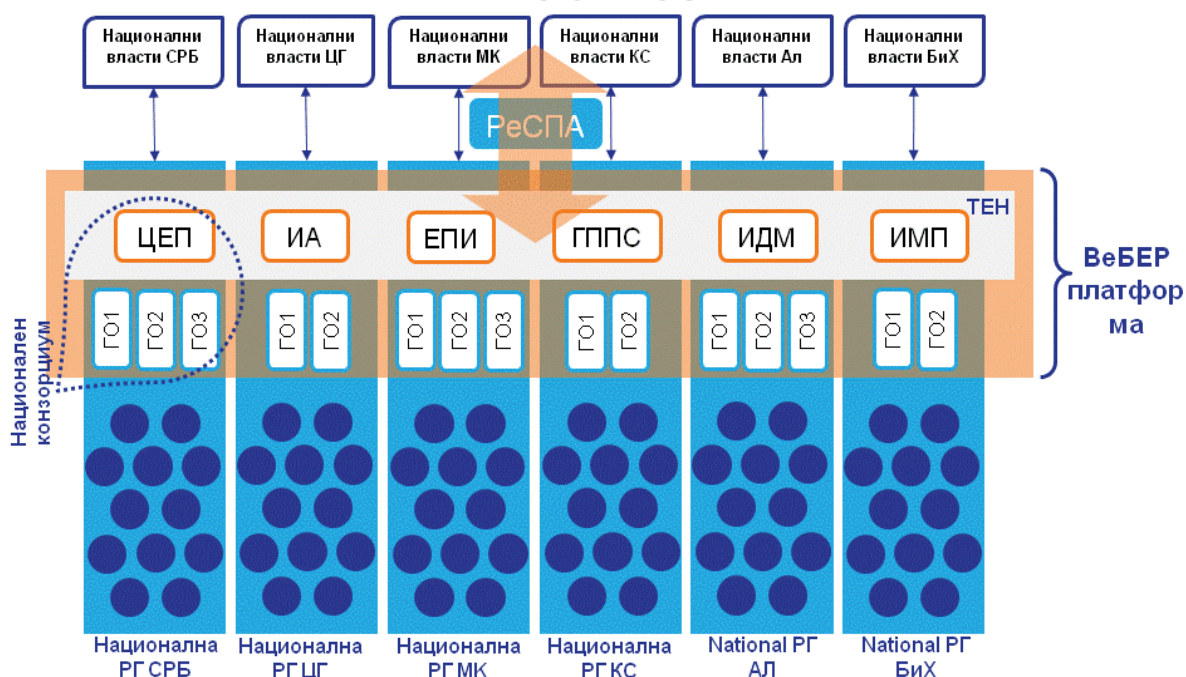 Национални
власти СРБ
Национални
власти ЦГ
Национални
власти МК
Национални
власти КС
Национални
власти Ал
Национални
власти БиХ
РеСПА
ТЕН
ЦЕП
ИА
ЕПИ
ГППС
ИДМ
ИМП
ВеБЕР
платфор
ма
ГО1
ГО2
ГО3
ГО1
ГО2
ГО1
ГО2
ГО3
ГО1
ГО2
ГО1
ГО2
ГО3
ГО1
ГО2
Национален
конзорциум
Национална
РГ СРБ
Национална
РГ ЦГ
Национална
РГ МК
Национална
РГ КС
National РГ
АЛ
National РГ
БиХ